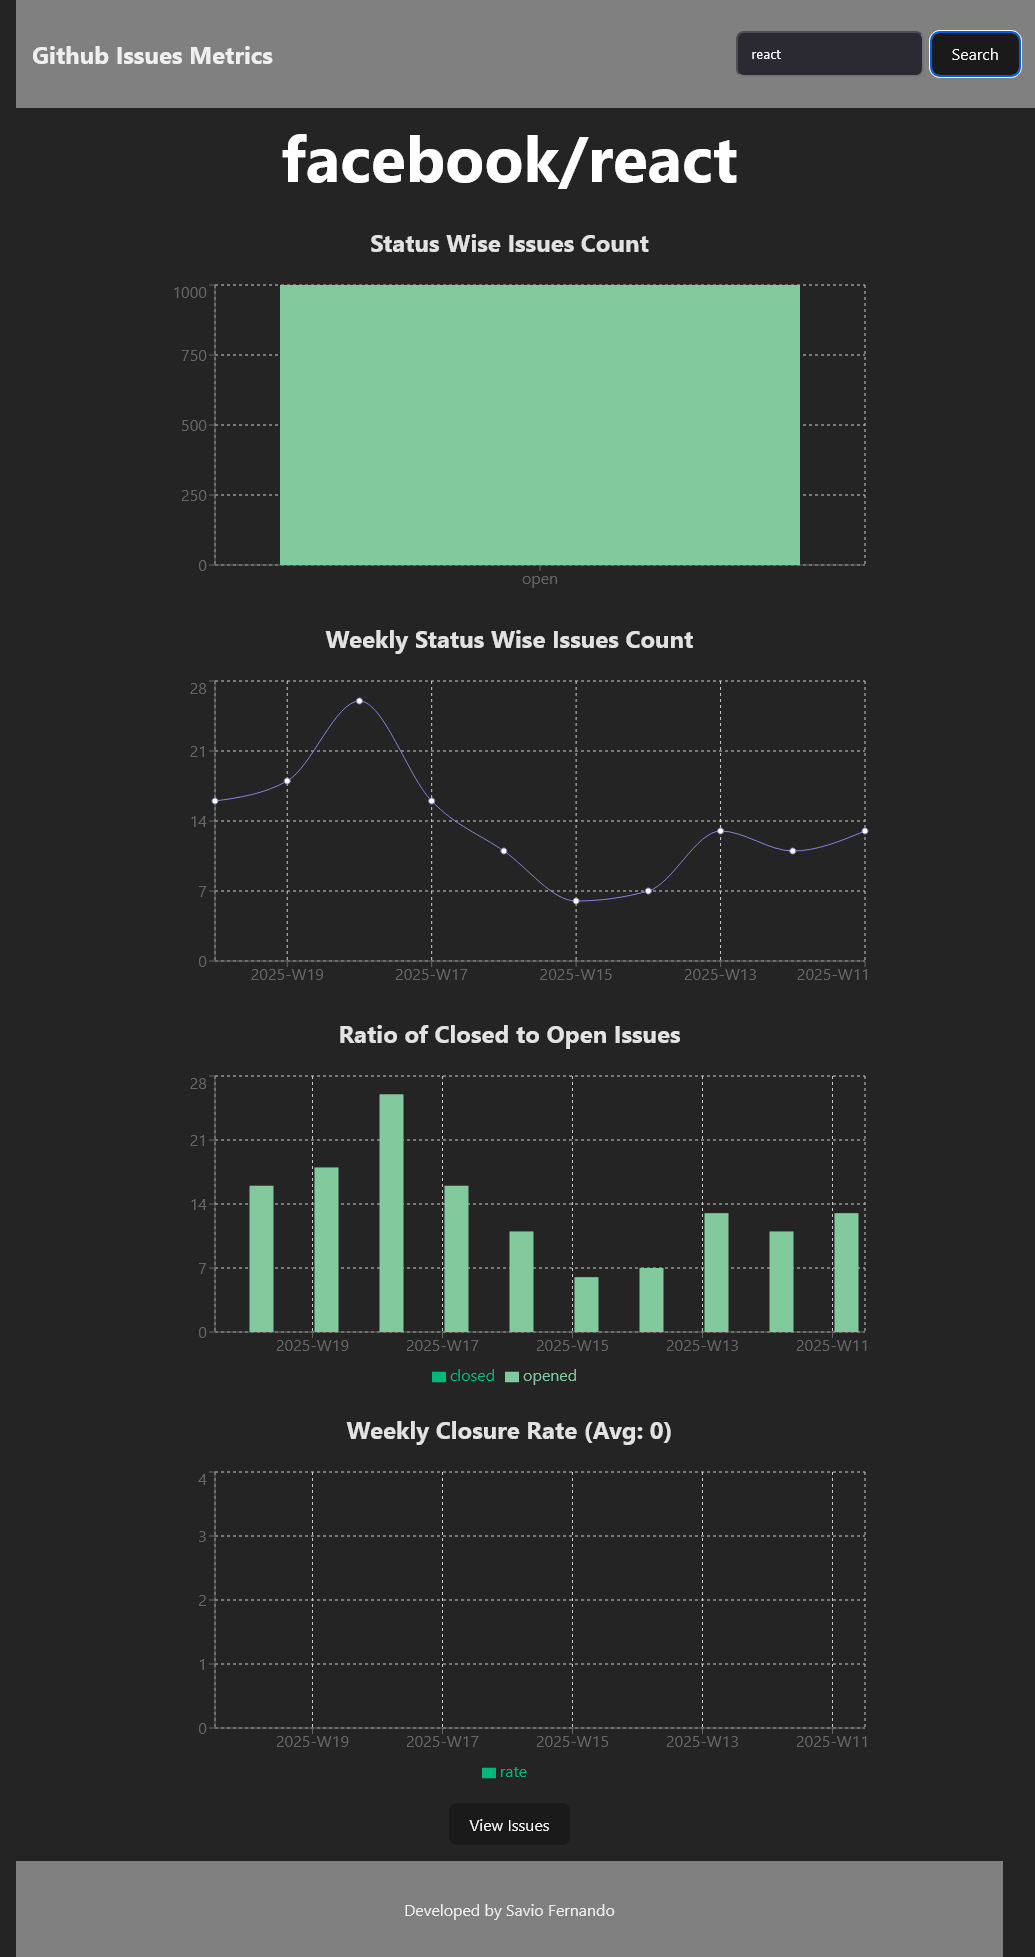 Github Issues Metrics
react
Search
facebook/react
Status Wise Issues Count
1000
750
500
250
0
open
Weekly Status Wise Issues Count
28
21
14
7
0
2025-W19 2025-W17 2025-W15 2025-W13 2025-W11
Ratio of Closed to Open Issues
28
21
14
7
0
2025-W19 2025-W17 2025-W15 2025-W13 2025-W11
closed opened
Weekly Closure Rate (Avg: 0)
4
3
2
1
0
2025-W19 2025-W17 2025-W15 2025-W13 2025-W11
rate
View Issues
Developed by Savio Fernando